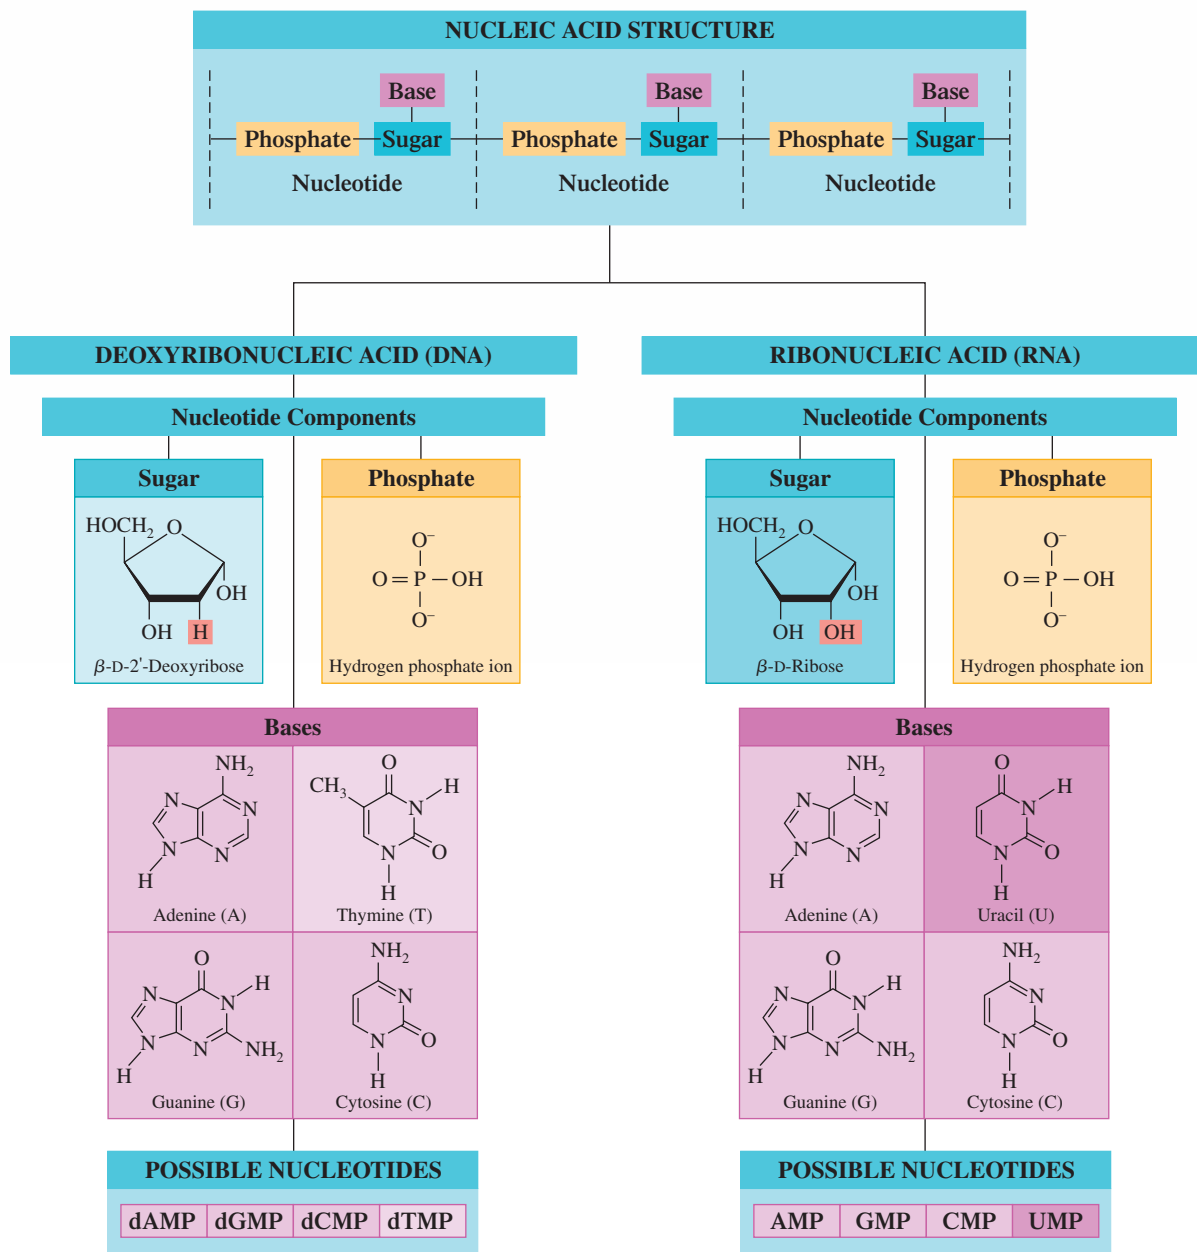 NUCLEIC ACID STRUCTURE
Base Base Base
Phosphate Sugar Phosphate Sugar Phosphate Sugar
Nucleotide Nucleotide Nucleotide
DEOXYRIBONUCLEIC ACID (DNA)
Nucleotide Components
Sugar
HOCH₂ O
OH
OH H
β-D-2'-Deoxyribose
Phosphate
O⁻
O=P—OH
O⁻
Hydrogen phosphate ion
Bases
NH₂
N N
N N
H
Adenine (A)
O
CH₃ N H
N O
H
Thymine (T)
O
N N H
N N NH₂
H
Guanine (G)
NH₂
N
N O
H
Cytosine (C)
POSSIBLE NUCLEOTIDES
dAMP dGMP dCMP dTMP
RIBONUCLEIC ACID (RNA)
Nucleotide Components
Sugar
HOCH₂ O
OH
OH OH
β-D-Ribose
Phosphate
O⁻
O=P—OH
O⁻
Hydrogen phosphate ion
Bases
NH₂
N N
N N
H
Adenine (A)
O
N H
N O
H
Uracil (U)
O
N N H
N N NH₂
H
Guanine (G)
NH₂
N
N O
H
Cytosine (C)
POSSIBLE NUCLEOTIDES
AMP GMP CMP UMP